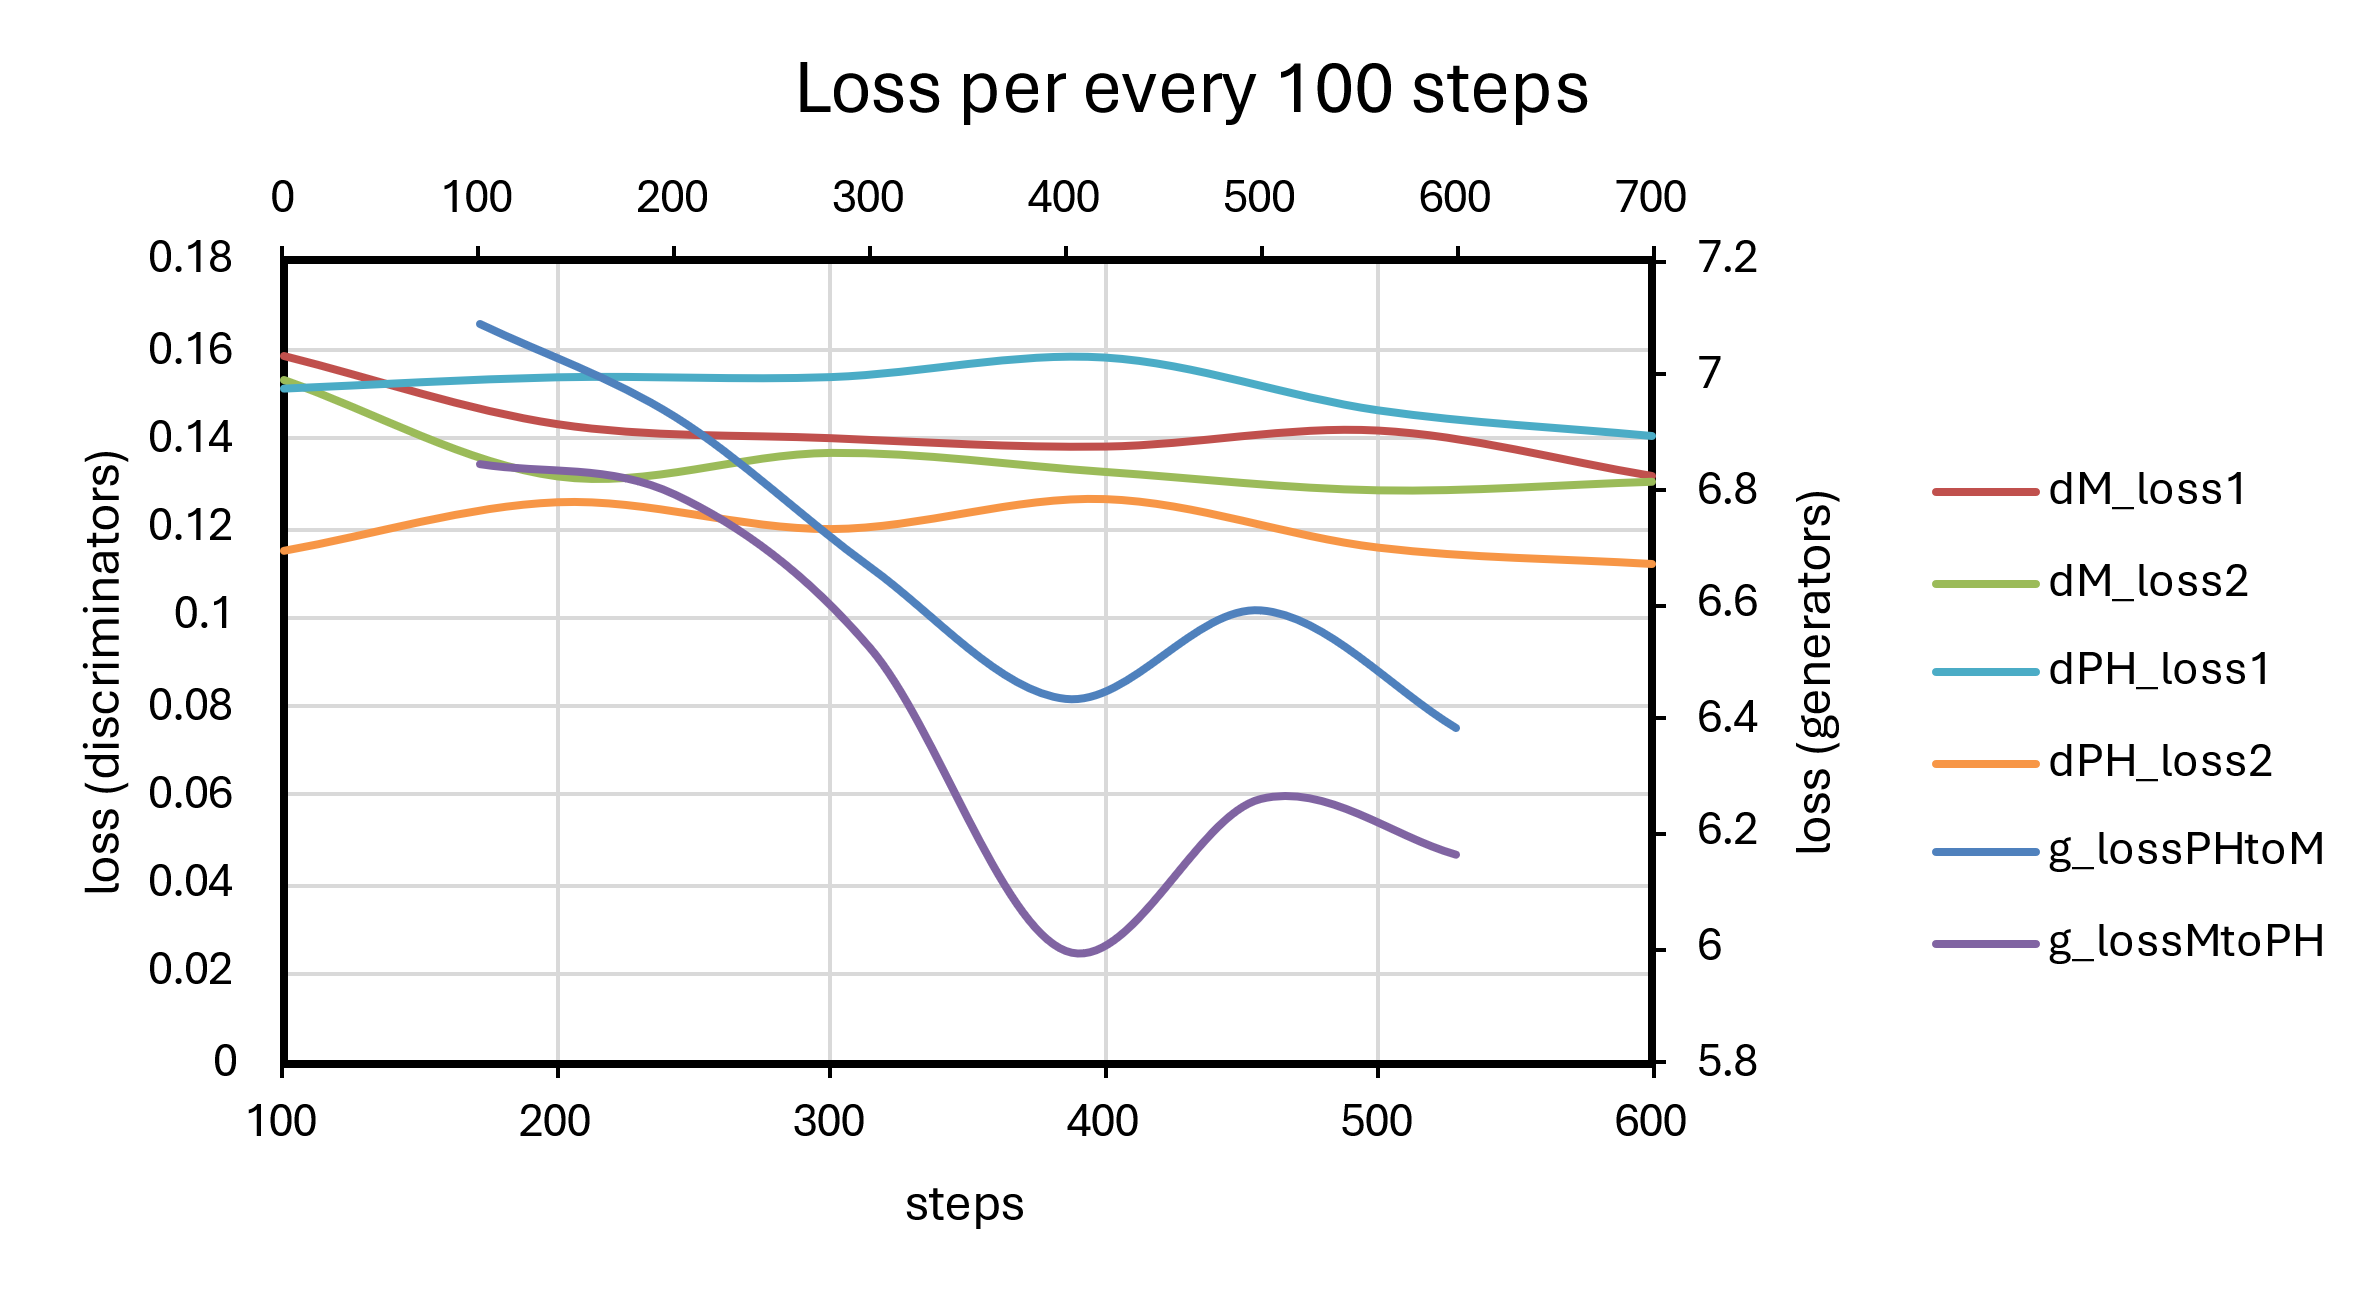 Loss per every 100 steps
0 100 200 300 400 500 600 700
0.18
0.16
0.14
0.12
0.1
0.08
0.06
0.04
0.02
0
loss (discriminators)
7.2
7
6.8
6.6
6.4
6.2
6
5.8
loss (generators)
100 200 300 400 500 600
steps
dM_loss1
dM_loss2
dPH_loss1
dPH_loss2
g_lossPHtoM
g_lossMtoPH